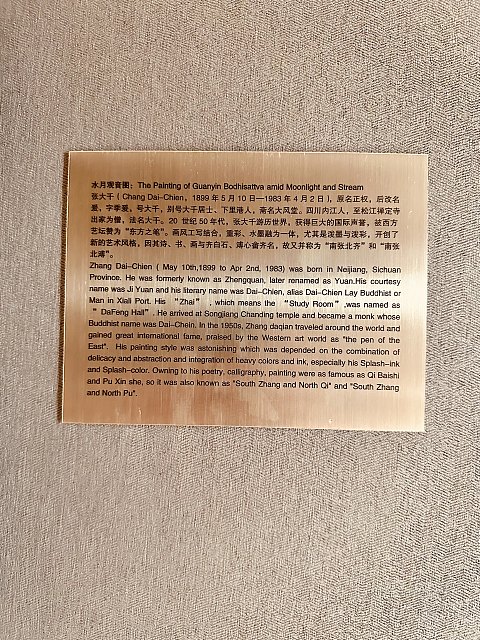 水月观音图：The Painting of Guanyin Bodhisattva amid Moonlight and Stream
张大千（Chang Dai-Chien，1899 年 5 月 10 日—1983 年 4 月 2 日），原名正权，后改名
爰，字季爰，号大千，别号大千居士、下里港人，斋名大风堂。四川内江人，至松江禅定寺
出家为僧，法名大千。20 世纪 50 年代，张大千游历世界，获得巨大的国际声誉，被西方
艺坛赞为“东方之笔”。画风工写结合，重彩、水墨融为一体，尤其是泼墨与泼彩，开创了
新的艺术风格，因其诗、书、画与齐白石、溥心畲齐名，故又并称为“南张北齐”和“南张
北溥”。
Zhang Dai-Chien ( May 10th,1899 to Apr 2nd, 1983) was born in Neijiang, Sichuan
Province. He was formerly known as Zhengquan, later renamed as Yuan.His courtesy
name was Ji Yuan and his literary name was Dai-Chien, alias Dai-Chien Lay Buddhist or
Man in Xiali Port. His “Zhai” , which means the “Study Room” ,was named as
“ DaFeng Hall”. He arrived at Songjiang Chanding temple and became a monk whose
Buddhist name was Dai-Chein. In the 1950s, Zhang daqian traveled around the world and
gained great international fame, praised by the Western art world as "the pen of the
East". His painting style was astonishing which was depended on the combination of
delicacy and abstraction and integration of heavy colors and ink, especially his Splash-ink
and Splash-color. Owning to his poetry, calligraphy, painting were as famous as Qi Baishi
and Pu Xin she, so it was also known as "South Zhang and North Qi" and "South Zhang
and North Pu".